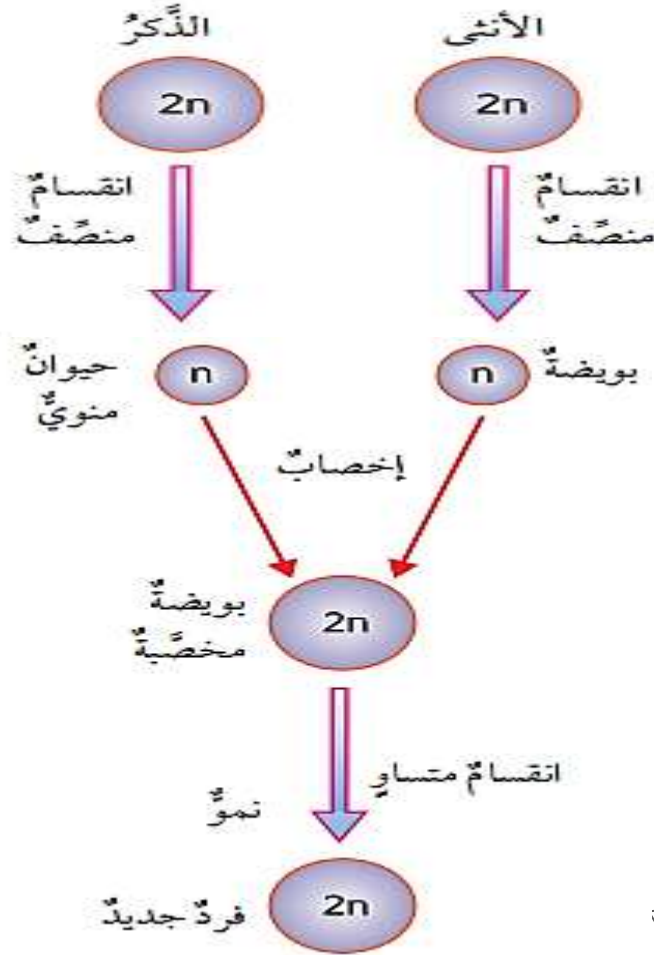 الأنثى
الذَّكرُ
2n
2n
انقسامٌ
منصَّفٌ
انقسامٌ
منصَّفٌ
بويضةٌ
n
n
حيوانٌ
منويٌّ
إخصابٌ
2n
بويضةٌ
مخصَّبةٌ
انقسامٌ متساوٍ
نموٌّ
2n
فردٌ جديدٌ